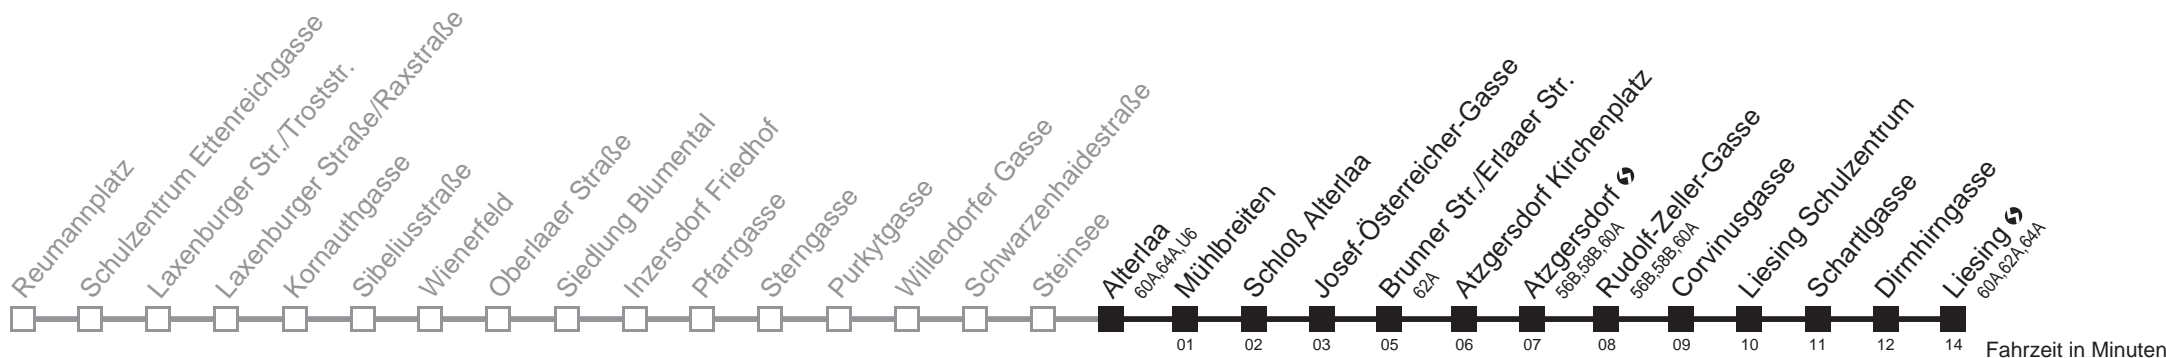 Reumannplatz
Schulzentrum Ettenreichgasse
Laxenburger Str./Troststr.
Laxenburger Straße/Raxstraße
Kornauthgasse
Sibeliusstraße
Wienerfeld
Oberlaaer Straße
Siedlung Blumental
Inzersdorf Friedhof
Pfarrgasse
Sterngasse
Purkytgasse
Willendorfer Gasse
Schwarzenhaidestraße
Steinsee
Alterlaa
60A,64A,U6
Mühlbreiten
Schloß Alterlaa
Josef-Österreicher-Gasse
Brunner Str./Erlaaer Str.
62A
Atzgersdorf Kirchenplatz
Atzgersdorf
56B,58B,60A
Rudolf-Zeller-Gasse
56B,58B,60A
Corvinusgasse
Liesing Schulzentrum
Schartlgasse
Dirmhirngasse
Liesing
60A,62A,64A
01 02 03 05 06 07 08 09 10 11 12 14 Fahrzeit in Minuten